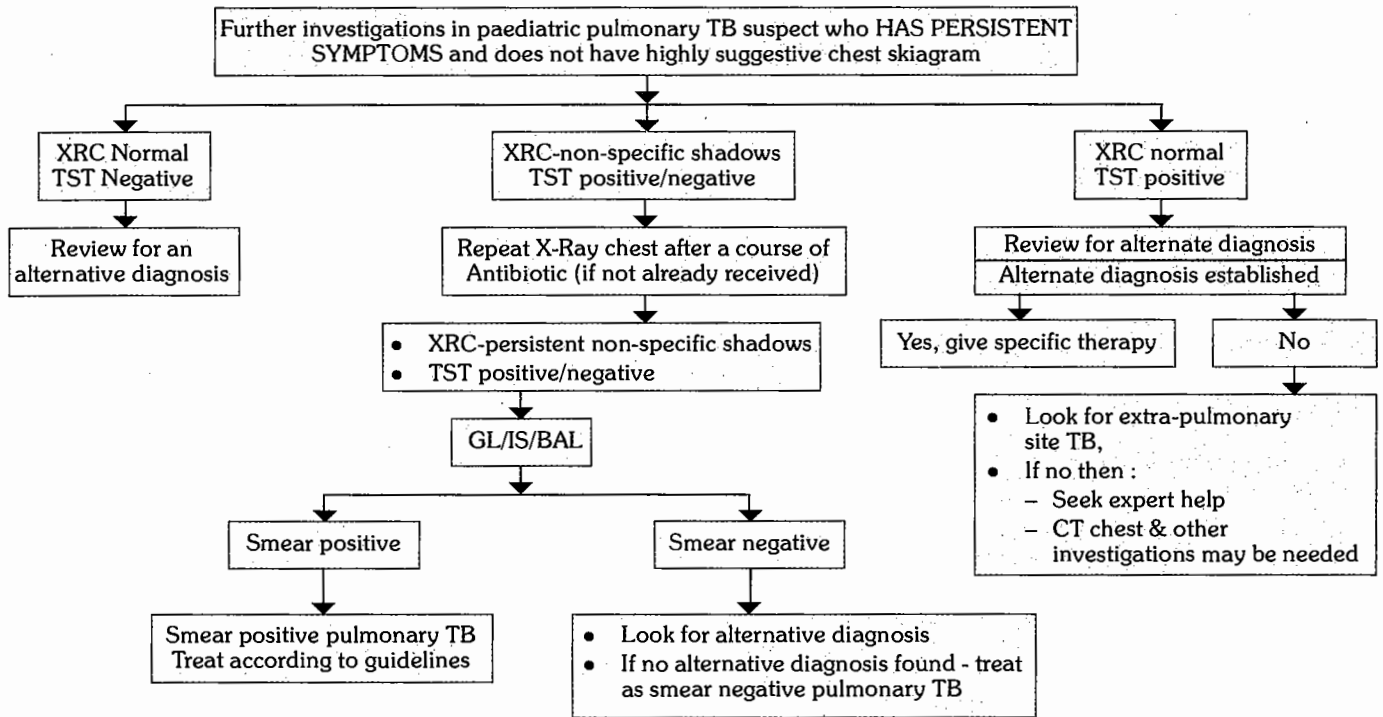 Further investigations in paediatric pulmonary TB suspect who HAS PERSISTENT
SYMPTOMS and does not have highly suggestive chest skiagram
XRC Normal
TST Negative
Review for an
alternative diagnosis
XRC-non-specific shadows
TST positive/negative
Repeat X-Ray chest after a course of
Antibiotic (if not already received)
• XRC-persistent non-specific shadows
• TST positive/negative
GL/IS/BAL
Smear positive
Smear positive pulmonary TB
Treat according to guidelines
Smear negative
• Look for alternative diagnosis
• If no alternative diagnosis found - treat
as smear negative pulmonary TB
XRC normal
TST positive
Review for alternate diagnosis
Alternate diagnosis established
Yes, give specific therapy
No
• Look for extra-pulmonary
site TB,
• If no then :
– Seek expert help
– CT chest & other
investigations may be needed